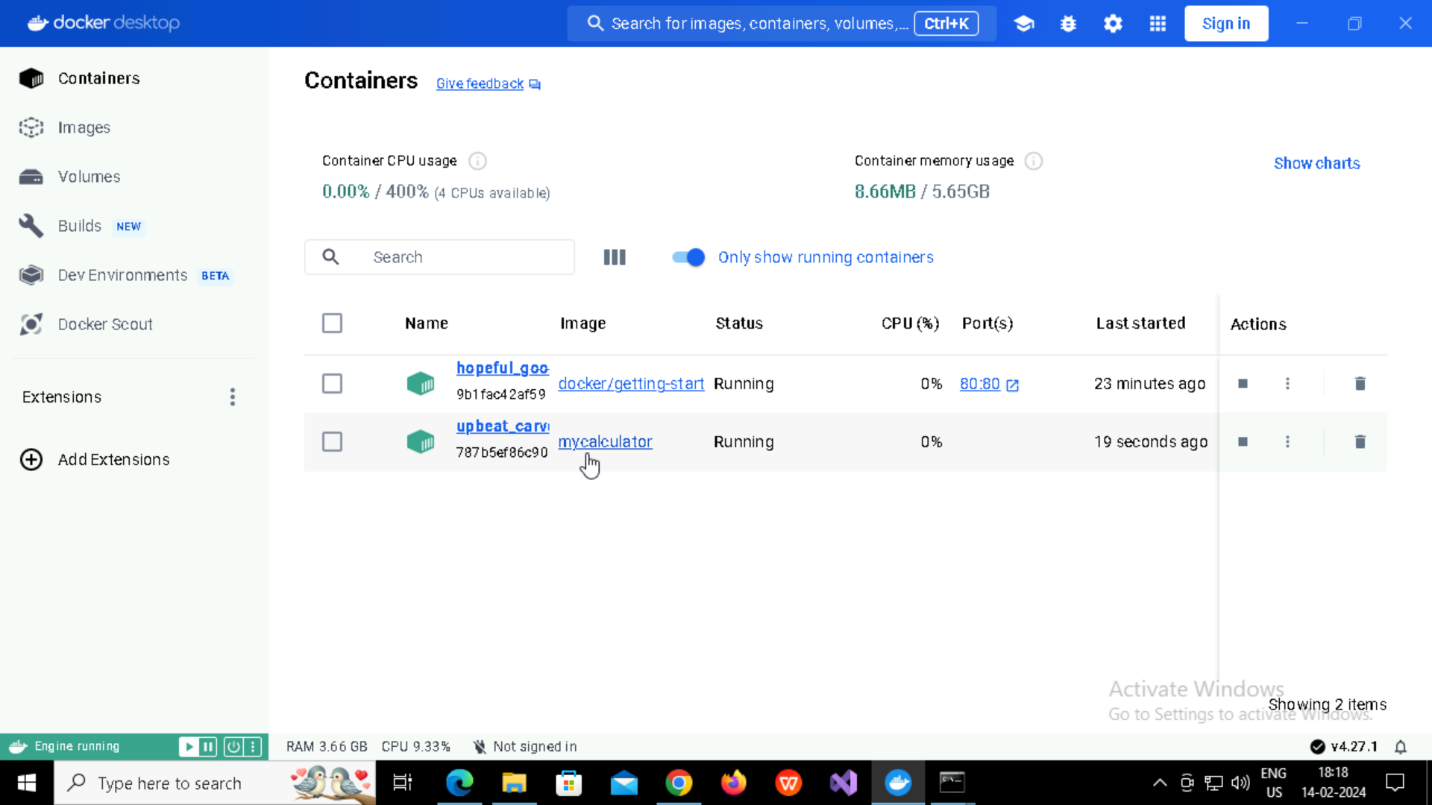 docker desktop
Search for images, containers, volumes,... Ctrl+K
Sign in
Containers
Images
Volumes
Builds NEW
Dev Environments BETA
Docker Scout
Extensions
Add Extensions
Containers Give feedback
Container CPU usage
0.00% / 400% (4 CPUs available)
Container memory usage
8.66MB / 5.65GB
Show charts
Search
Only show running containers
Name Image Status CPU (%) Port(s) Last started Actions
hopeful_goo
9b1fac42af59
docker/getting-start Running 0% 80:80 23 minutes ago
upbeat_carv
787b5ef86c90
mycalculator Running 0% 19 seconds ago
Activate Windows
Showing 2 items
Go to Settings to activate Windows.
Engine running
RAM 3.66 GB CPU 9.33% Not signed in
v4.27.1
Type here to search
ENG
US
18:18
14-02-2024